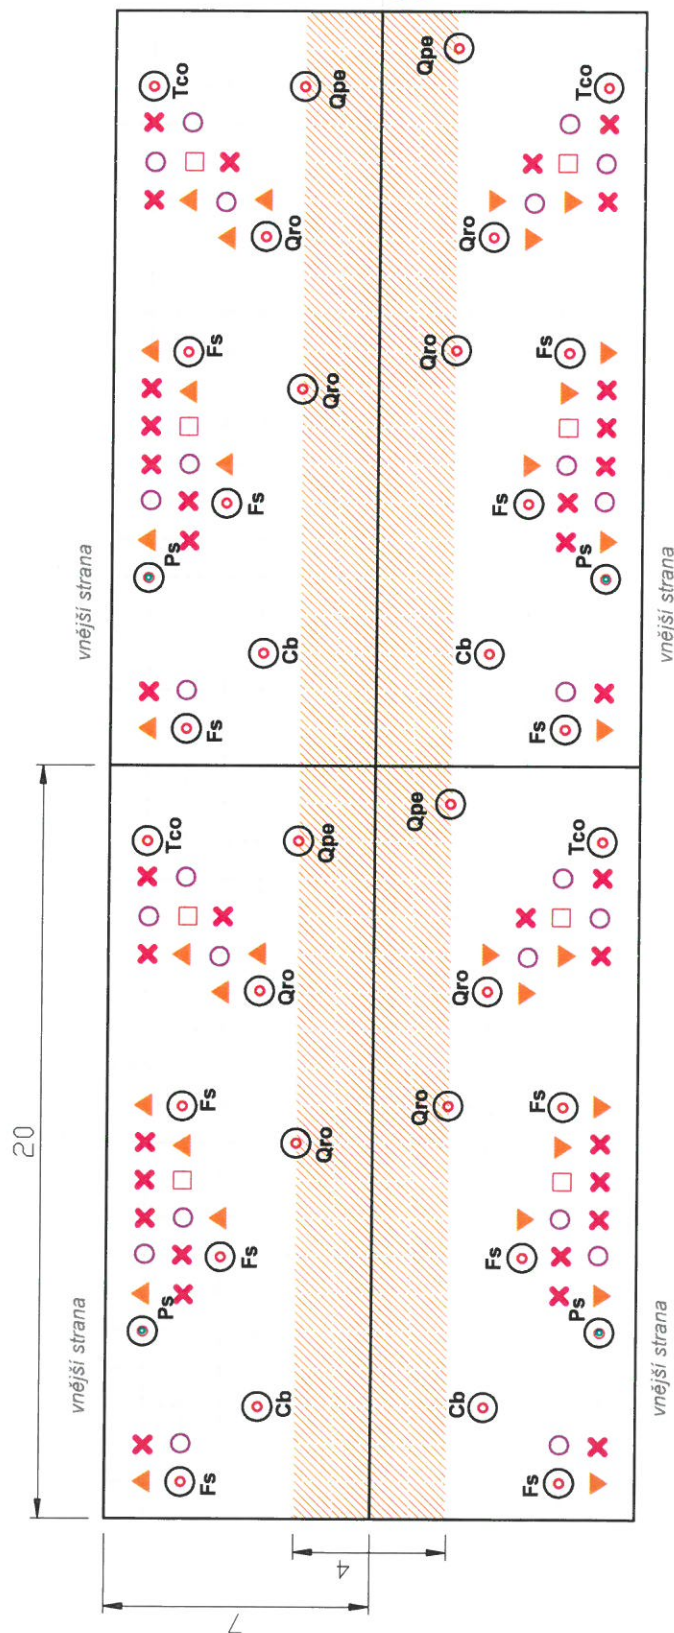 20
vnější strana
vnější strana
7
Ps
Tco
Ps
Tco
Fs
Fs
Fs
Fs
Fs
Fs
Cb
Qro
Cb
Qro
Qro
Qpe
Qro
Qpe
4
Qro
Qpe
Qro
Qpe
Cb
Qro
Cb
Qro
Fs
Fs
Fs
Fs
Fs
Fs
Ps
Tco
Ps
Tco
vnější strana
vnější strana